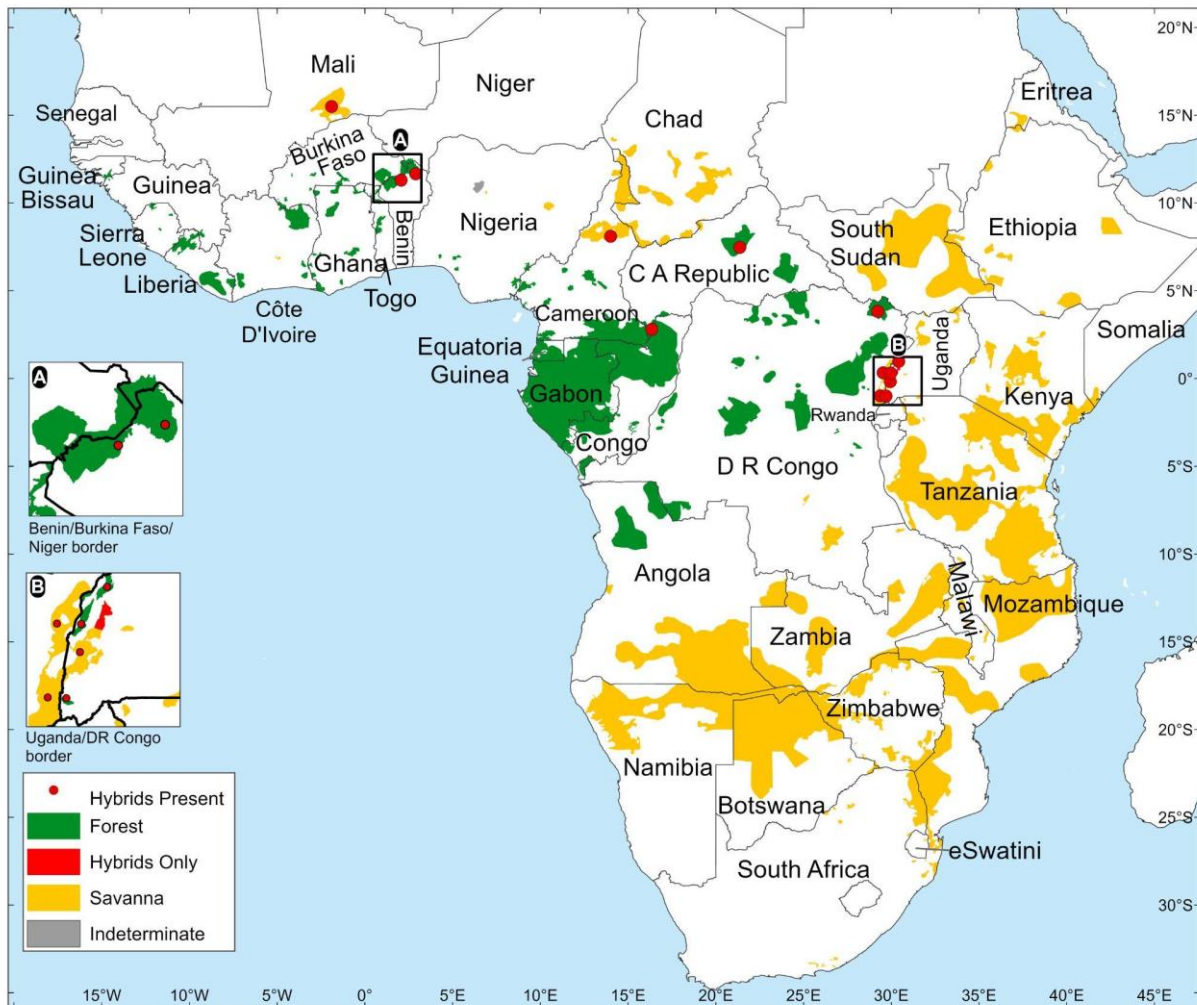 20°N
Mali
Niger
Eritrea
15°N
Senegal
Chad
A
Burkina
Faso
Guinea
Bissau
Guinea
10°N
Benin
Nigeria
Sierra
Leone
South
Sudan
Ethiopia
Ghana
C A Republic
Liberia
Togo
5°N
Côte
D'Ivoire
Cameroon
Somalia
Equatoria
Guinea
B
Uganda
A
Gabon
0°
Kenya
Rwanda
Congo
D R Congo
5°S
Tanzania
Benin/Burkina Faso/
Niger border
10°S
B
Angola
Malawi
Mozambique
Zambia
15°S
Zimbabwe
Uganda/DR Congo
border
20°S
Namibia
Hybrids Present
Botswana
Forest
25°S
Hybrids Only
eSwatini
South Africa
Savanna
30°S
Indeterminate
15°W
10°W
5°W
0°
5°E
10°E
15°E
20°E
25°E
30°E
35°E
40°E
45°E